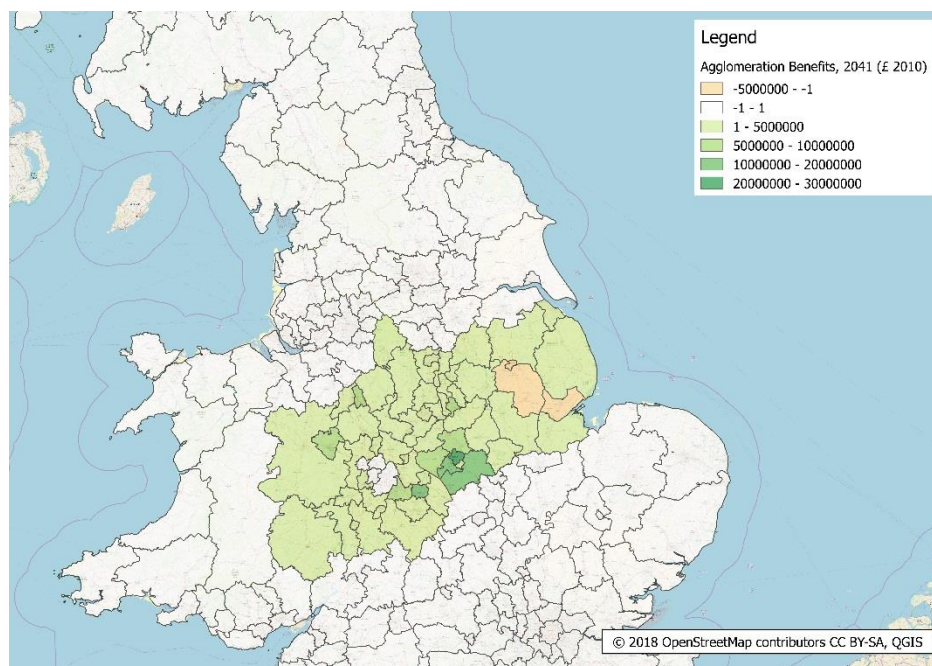 Legend
Agglomeration Benefits, 2041 (£ 2010)
-5000000 - -1
-1 - 1
1 - 5000000
5000000 - 10000000
10000000 - 20000000
20000000 - 30000000
© 2018 OpenStreetMap contributors CC BY-SA, QGIS